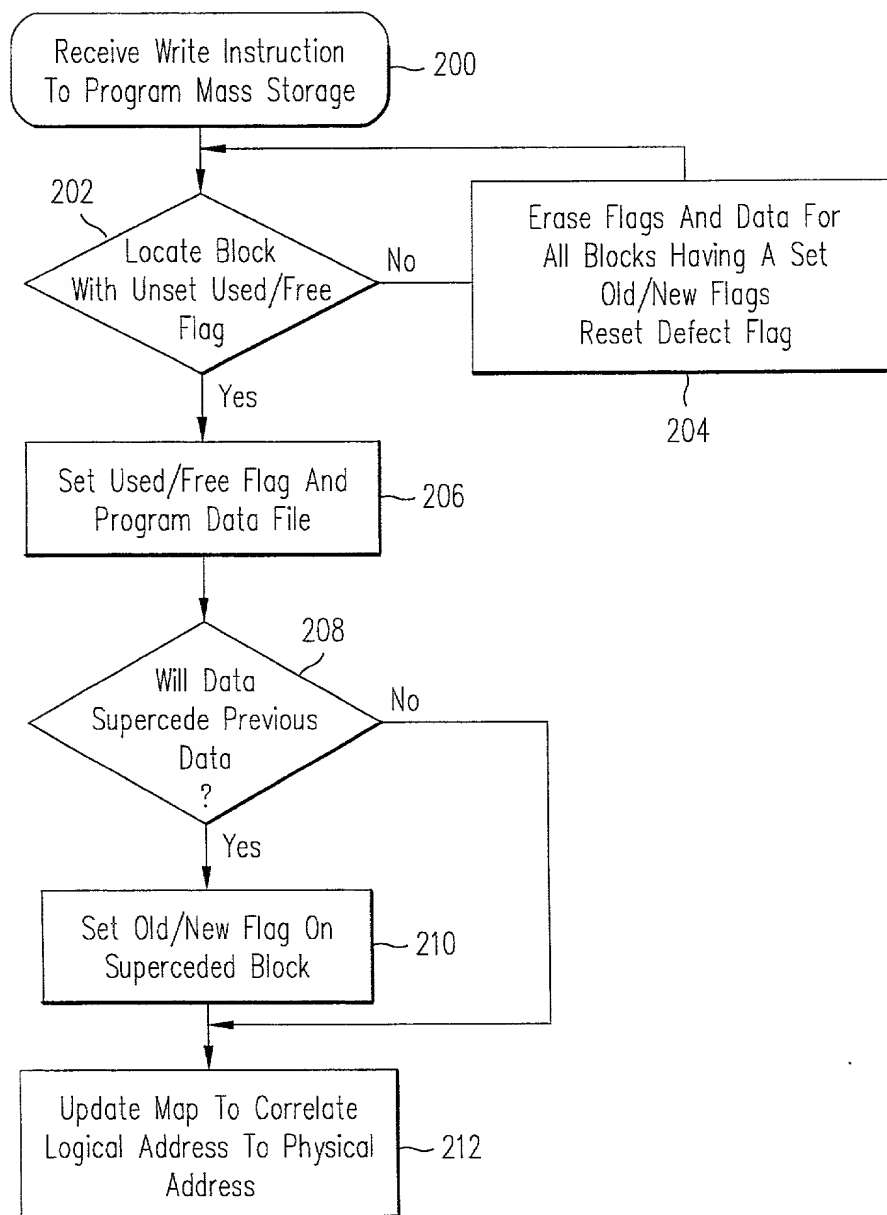 Receive Write Instruction
To Program Mass Storage
200
202
Locate Block
With Unset Used/Free
Flag
No
Yes
Erase Flags And Data For
All Blocks Having A Set
Old/New Flags
Reset Defect Flag
204
Set Used/Free Flag And
Program Data File
206
208
Will Data
Supercede Previous
Data
?
No
Yes
Set Old/New Flag On
Superceded Block
210
Update Map To Correlate
Logical Address To Physical
Address
212